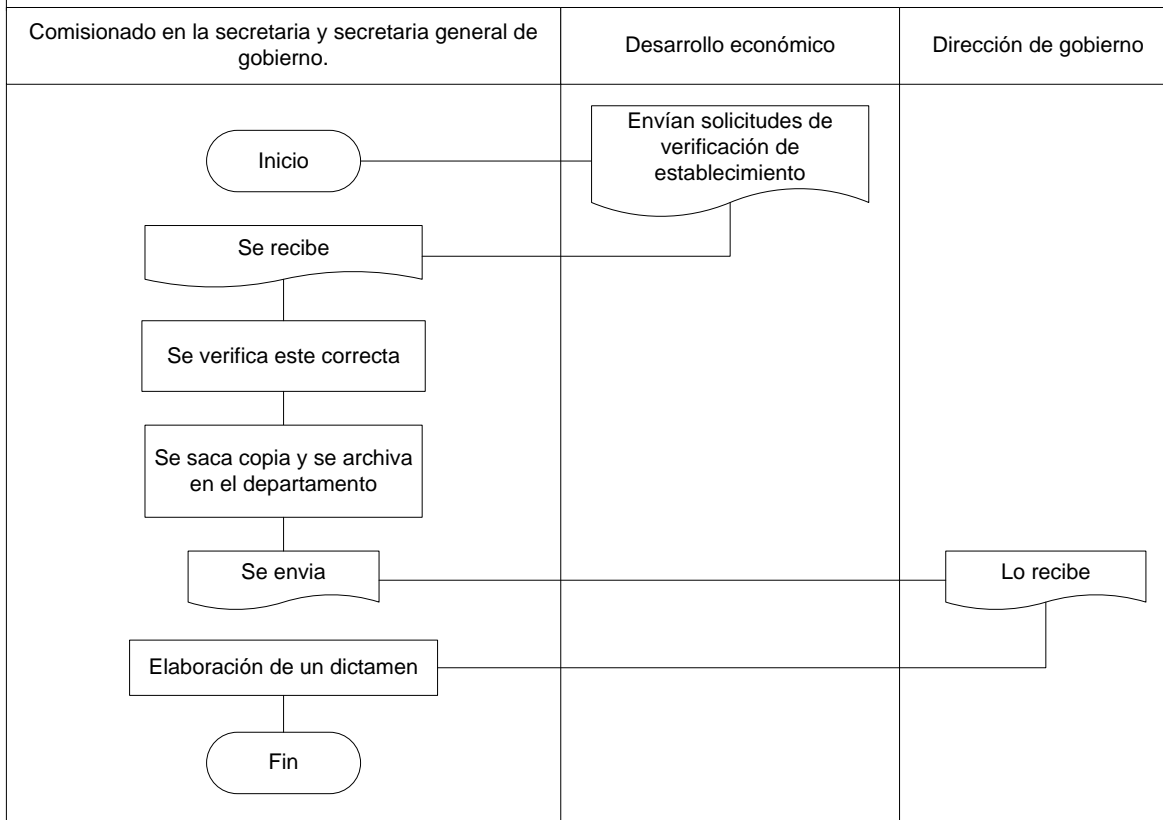 Comisionado en la secretaria y secretaria general de
gobierno.
Desarrollo económico
Dirección de gobierno
Inicio
Envían solicitudes de
verificación de
establecimiento
Se recibe
Se verifica este correcta
Se saca copia y se archiva
en el departamento
Se envia
Lo recibe
Elaboración de un dictamen
Fin